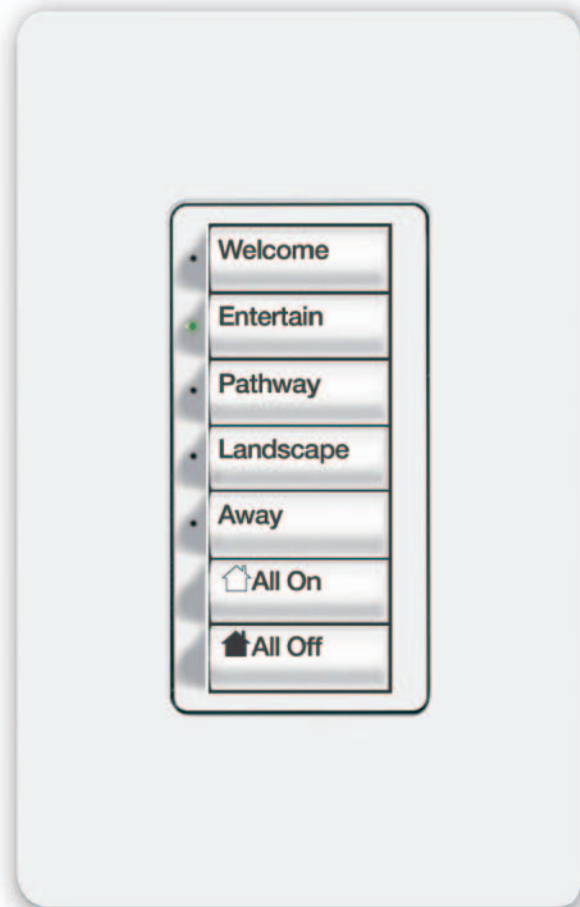 Welcome
Entertain
Pathway
Landscape
Away
All On
All Off